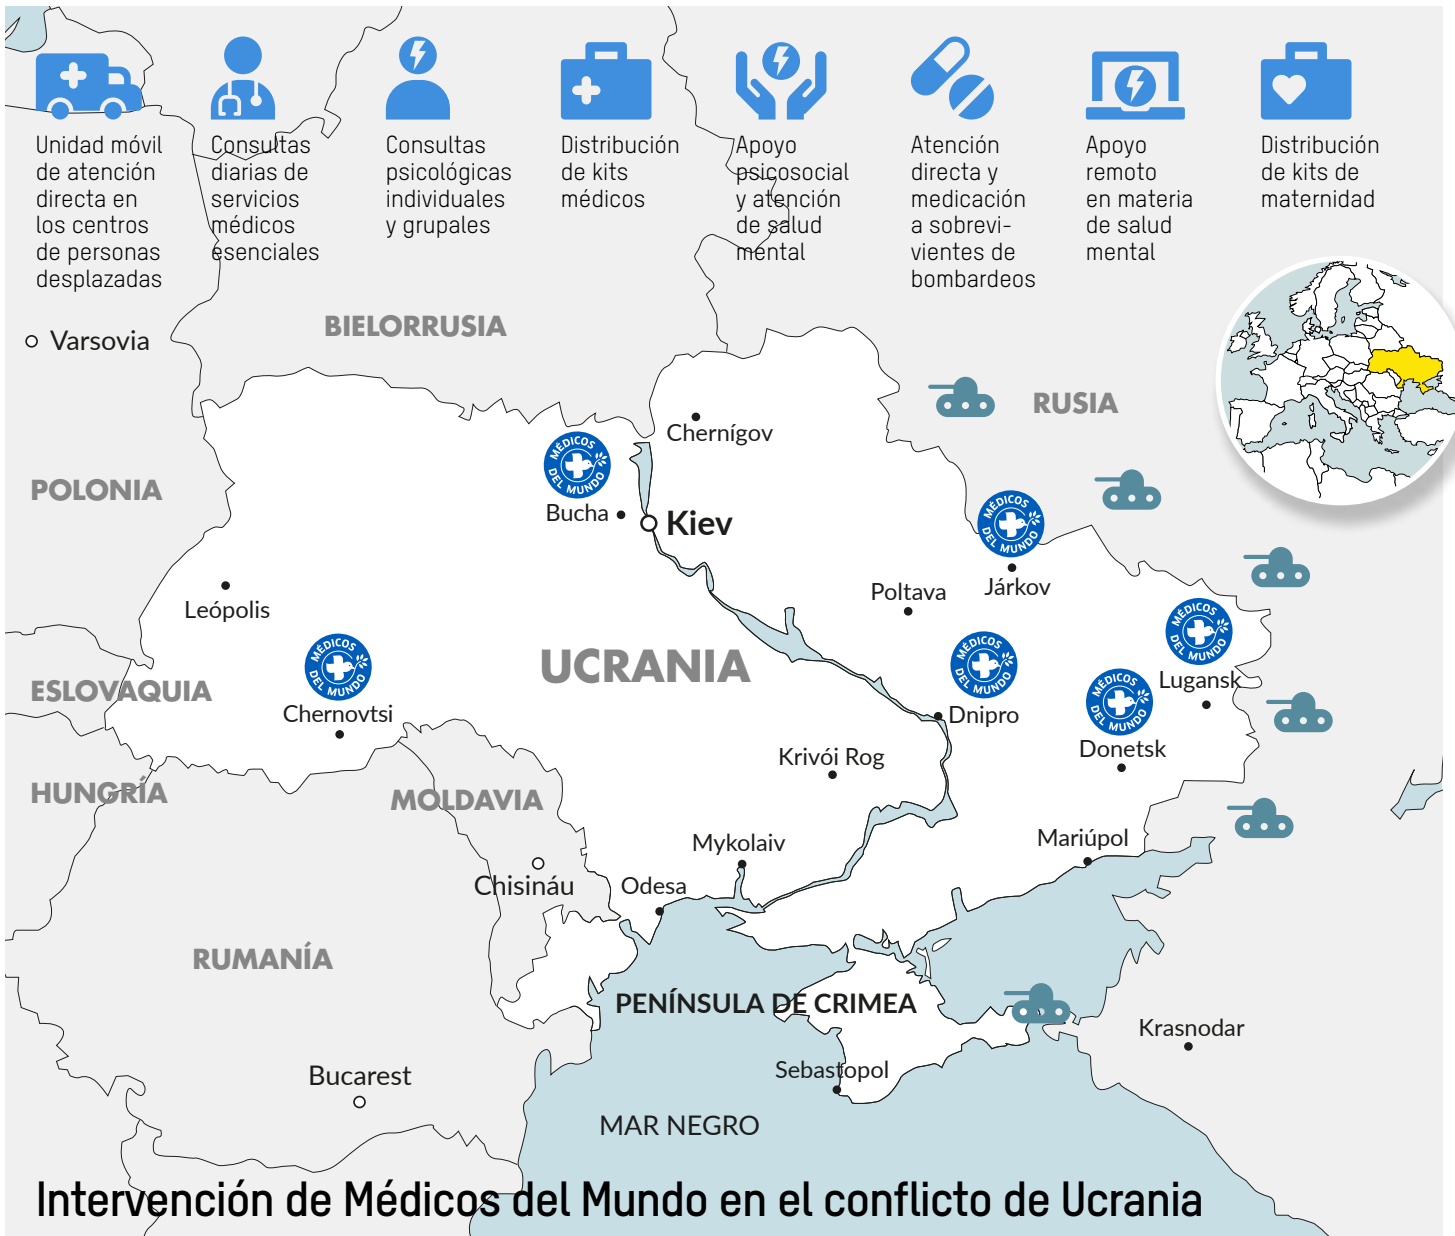 Unidad móvil
de atención
directa en
los centros
de personas
desplazadas
Consultas
diarias de
servicios
médicos
esenciales
Consultas
psicológicas
individuales
y grupales
Distribución
de kits
médicos
Apoyo
psicosocial
y atención
de salud
mental
Atención
directa y
medicación
a sobrevi-
vientes de
bombardeos
Apoyo
remoto
en materia
de salud
mental
Distribución
de kits de
maternidad
Varsovia
BIELORRUSIA
RUSIA
Chernígov
MÉDICOS
DEL MUNDO
POLONIA
Bucha
Kiev
MÉDICOS
DEL MUNDO
Járkov
Poltava
Leópolis
MÉDICOS
DEL MUNDO
Lugansk
MÉDICOS
DEL MUNDO
Chernovtsi
UCRANIA
MÉDICOS
DEL MUNDO
Dnipro
MÉDICOS
DEL MUNDO
Donetsk
ESLOVAQUIA
Krivói Rog
HUNGRÍA
MOLDAVIA
Mykolaiv
Mariúpol
Chisináu
Odesa
RUMANÍA
PENÍNSULA DE CRIMEA
Krasnodar
Sebastopol
Bucarest
MAR NEGRO
Intervención de Médicos del Mundo en el conflicto de Ucrania